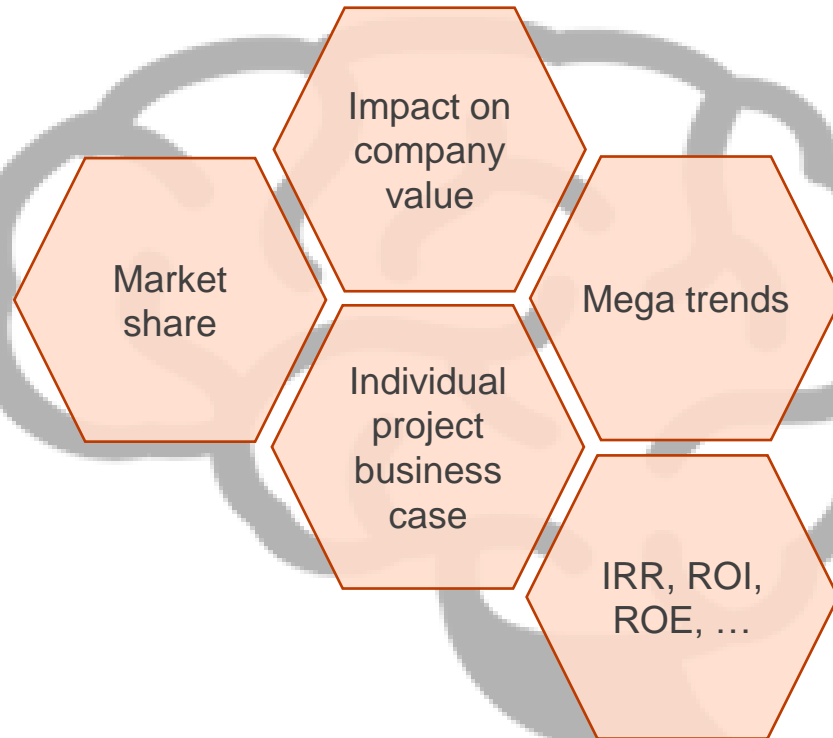 Impact on
company
value
Market
share
Mega trends
Individual
project
business
case
IRR, ROI,
ROE, …